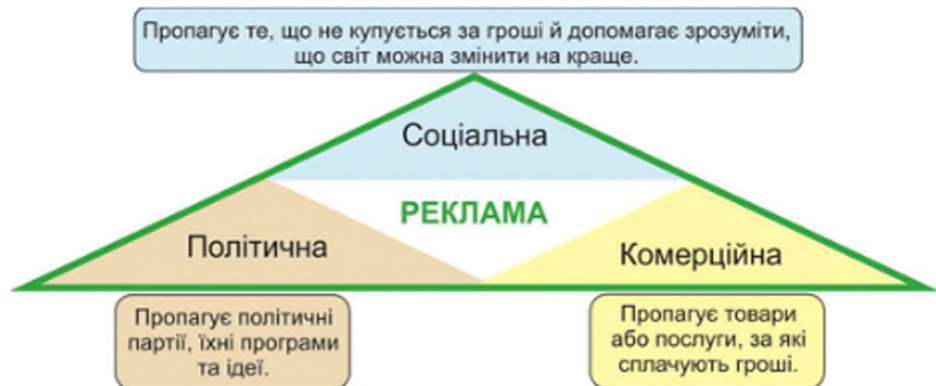 Пропагує те, що не купується за гроші й допомагає зрозуміти,
що світ можна змінити на краще.
Соціальна
РЕКЛАМА
Політична
Комерційна
Пропагує політичні
партії, їхні програми
та ідеї.
Пропагує товари
або послуги, за які
сплачують гроші.